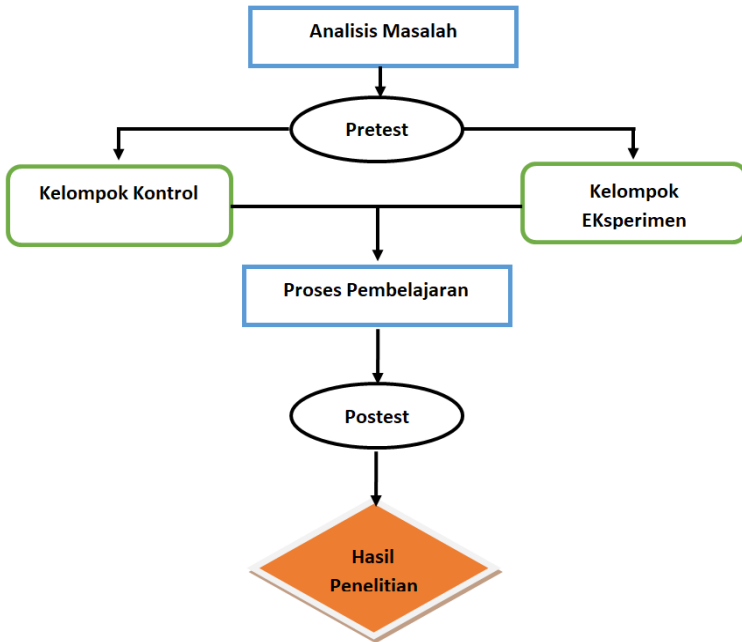 Analisis Masalah
Pretest
Kelompok Kontrol
Kelompok
EKsperimen
Proses Pembelajaran
Postest
Hasil
Penelitian